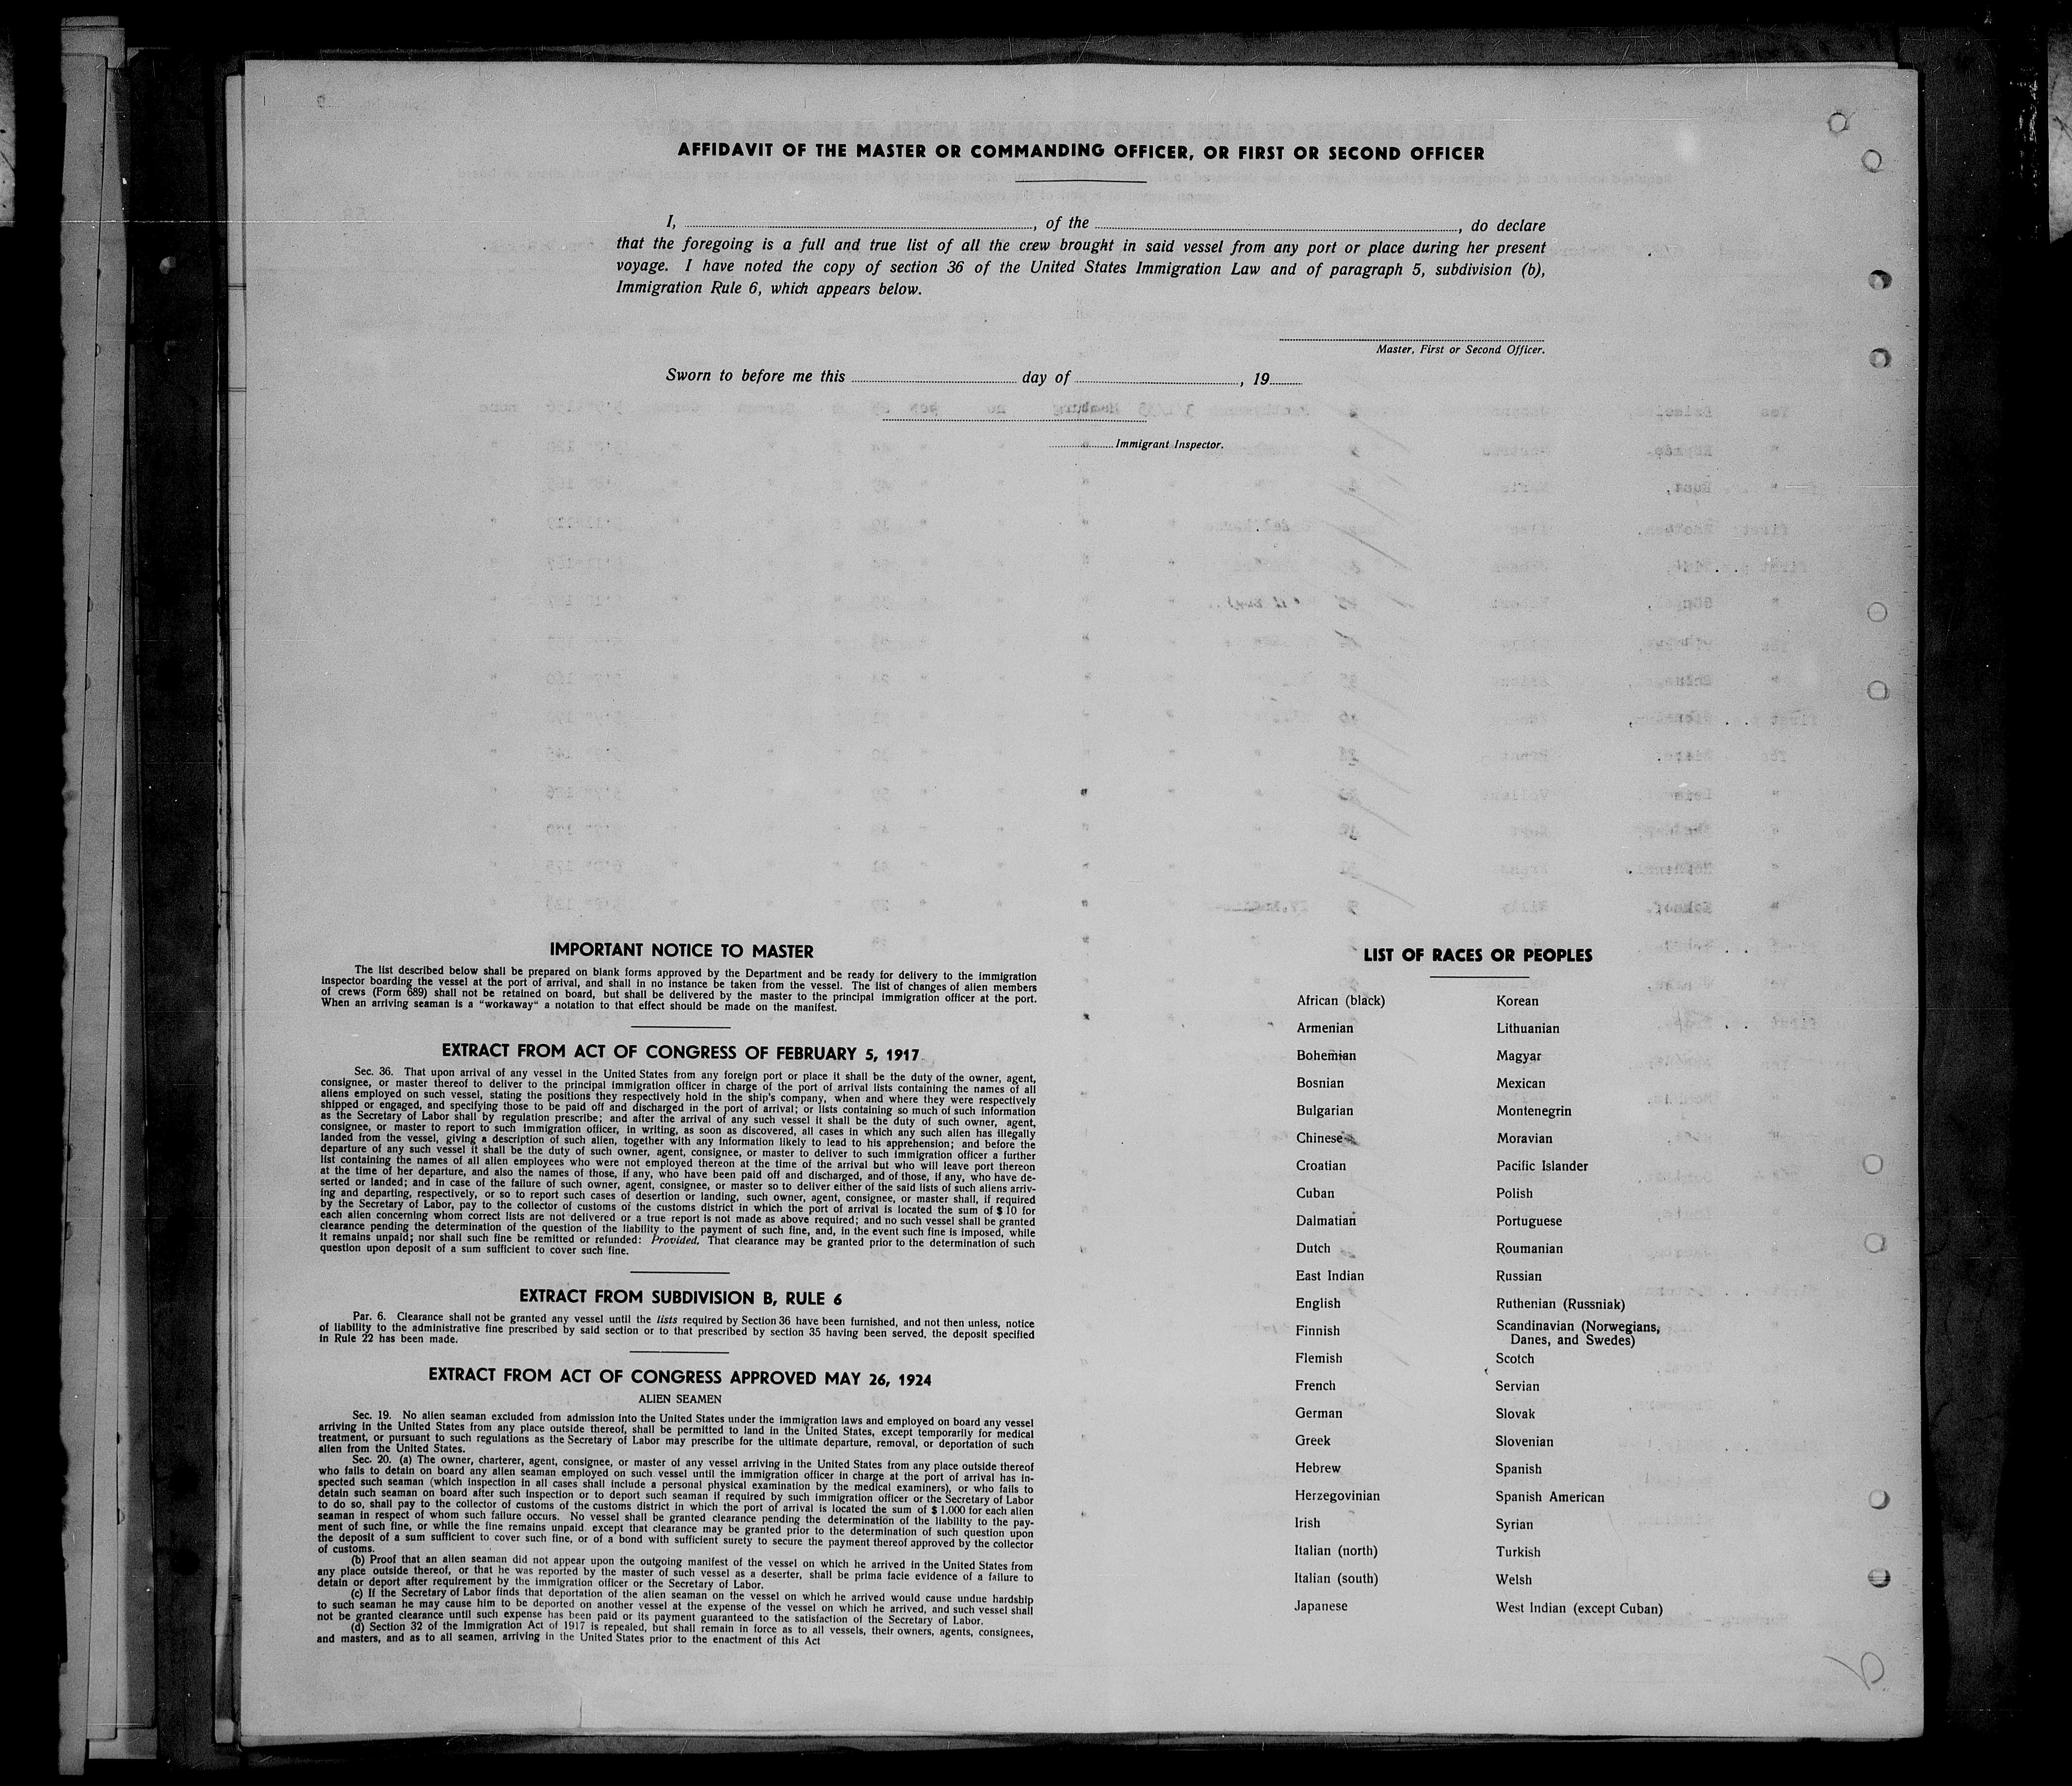 AFFIDAVIT OF THE MASTER OR COMMANDING OFFICER, OR FIRST OR SECOND OFFICER
I, ................, of the ................, do declare
that the foregoing is a full and true list of all the crew brought in said vessel from any port or place during her present
voyage. I have noted the copy of section 36 of the United States Immigration Law and of paragraph 5, subdivision (b),
Immigration Rule 6, which appears below.
Master, First or Second Officer.
Sworn to before me this ................ day of ................, 19......
................ Immigrant Inspector.
IMPORTANT NOTICE TO MASTER
The list described below shall be prepared on blank forms approved by the Department and be ready for delivery to the immigration
inspector boarding the vessel at the port of arrival, and shall in no instance be taken from the vessel. The list of changes of alien members
of crews (Form 689) shall not be retained on board, but shall be delivered by the master to the principal immigration officer at the port.
When an arriving seaman is a "workaway" a notation to that effect should be made on the manifest.
EXTRACT FROM ACT OF CONGRESS OF FEBRUARY 5, 1917
Sec. 36. That upon arrival of any vessel in the United States from any foreign port or place it shall be the duty of the owner, agent,
consignee, or master thereof to deliver to the principal immigration officer in charge of the port of arrival lists containing the names of all
aliens employed on such vessel, stating the positions they respectively hold in the ship's company, when and where they were respectively
shipped or engaged, and specifying those to be paid off and discharged in the port of arrival; or lists containing so much of such information
as the Secretary of Labor shall by regulation prescribe; and after the arrival of any such vessel it shall be the duty of such owner, agent,
consignee, or master to report to such immigration officer, in writing, as soon as discovered, all cases in which any such alien has illegally
landed from the vessel, giving a description of such alien, together with any information likely to lead to his apprehension; and before the
departure of any such vessel it shall be the duty of such owner, agent, consignee, or master to deliver to such immigration officer a further
list containing the names of all alien employees who were not employed thereon at the time of the arrival but who will leave port thereon
at the time of her departure, and also the names of those, if any, who have been paid off and discharged, and of those, if any, who have de-
serted or landed; and in case of the failure of such owner, agent, consignee, or master so to deliver either of the said lists of such aliens arriv-
ing and departing, respectively, or so to report such cases of desertion or landing, such owner, agent, consignee, or master shall, if required
by the Secretary of Labor, pay to the collector of customs of the customs district in which the port of arrival is located the sum of $ 10 for
each alien concerning whom correct lists are not delivered or a true report is not made as above required; and no such vessel shall be granted
clearance pending the determination of the question of the liability to the payment of such fine, and, in the event such fine is imposed, while
it remains unpaid; nor shall such fine be remitted or refunded: Provided, That clearance may be granted prior to the determination of such
question upon deposit of a sum sufficient to cover such fine.
EXTRACT FROM SUBDIVISION B, RULE 6
Par. 6. Clearance shall not be granted any vessel until the lists required by Section 36 have been furnished, and not then unless, notice
of liability to the administrative fine prescribed by said section or to that prescribed by section 35 having been served, the deposit specified
in Rule 22 has been made.
EXTRACT FROM ACT OF CONGRESS APPROVED MAY 26, 1924
ALIEN SEAMEN
Sec. 19. No alien seaman excluded from admission into the United States under the immigration laws and employed on board any vessel
arriving in the United States from any place outside thereof, shall be permitted to land in the United States, except temporarily for medical
treatment, or pursuant to such regulations as the Secretary of Labor may prescribe for the ultimate departure, removal, or deportation of such
alien from the United States.
Sec. 20. (a) The owner, charterer, agent, consignee, or master of any vessel arriving in the United States from any place outside thereof
who fails to detain on board any alien seaman employed on such vessel until the immigration officer in charge at the port of arrival has in-
spected such seaman (which inspection in all cases shall include a personal physical examination by the medical examiners), or who fails to
detain such seaman on board after such inspection or to deport such seaman if required by such immigration officer or the Secretary of Labor
to do so, shall pay to the collector of customs of the customs district in which the port of arrival is located the sum of $ 1.000 for each alien
seaman in respect of whom such failure occurs. No vessel shall be granted clearance pending the determination of the liability to the pay-
ment of such fine, or while the fine remains unpaid, except that clearance may be granted prior to the determination of such question upon
the deposit of a sum sufficient to cover such fine, or of a bond with sufficient surety to secure the payment thereof approved by the collector
of customs.
(b) Proof that an alien seaman did not appear upon the outgoing manifest of the vessel on which he arrived in the United States from
any place outside thereof, or that he was reported by the master of such vessel as a deserter, shall be prima facie evidence of a failure to
detain or deport after requirement by the immigration officer or the Secretary of Labor.
(c) If the Secretary of Labor finds that deportation of the alien seaman on the vessel on which he arrived would cause undue hardship
to such seaman he may cause him to be deported on another vessel at the expense of the vessel on which he arrived, and such vessel shall
not be granted clearance until such expense has been paid or its payment guaranteed to the satisfaction of the Secretary of Labor.
(d) Section 32 of the Immigration Act of 1917 is repealed, but shall remain in force as to all vessels, their owners, agents, consignees,
and masters, and as to all seamen, arriving in the United States prior to the enactment of this Act
LIST OF RACES OR PEOPLES
African (black)
Armenian
Bohemian
Bosnian
Bulgarian
Chinese
Croatian
Cuban
Dalmatian
Dutch
East Indian
English
Finnish
Flemish
French
German
Greek
Hebrew
Herzegovinian
Irish
Italian (north)
Italian (south)
Japanese
Korean
Lithuanian
Magyar
Mexican
Montenegrin
Moravian
Pacific Islander
Polish
Portuguese
Roumanian
Russian
Ruthenian (Russniak)
Scandinavian (Norwegians,
Danes, and Swedes)
Scotch
Servian
Slovak
Slovenian
Spanish
Spanish American
Syrian
Turkish
Welsh
West Indian (except Cuban)